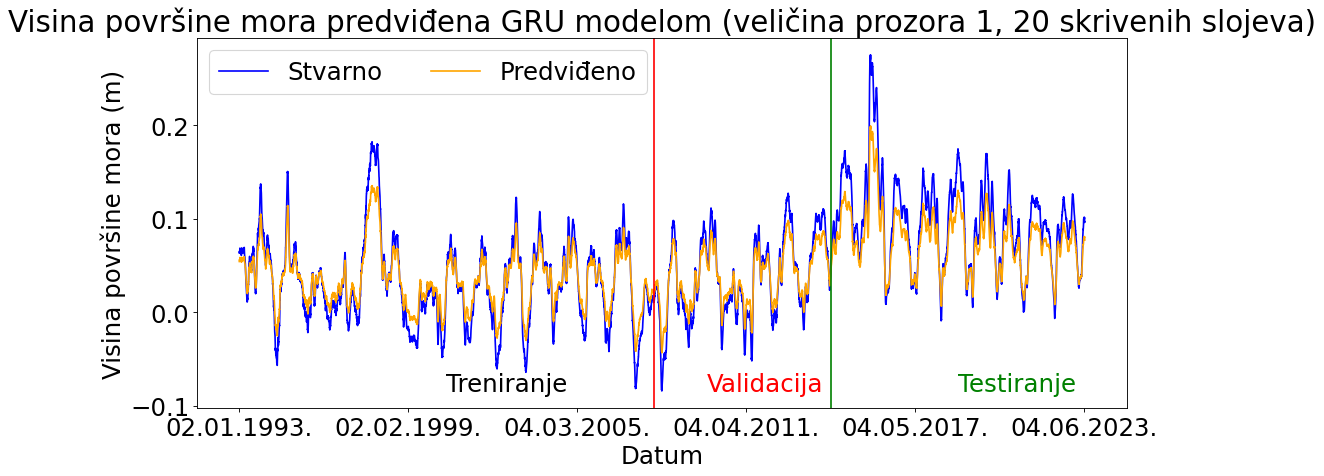 Visina površine mora predviđena GRU modelom (veličina prozora 1, 20 skrivenih slojeva)
Stvarno
Predviđeno
Visina površine mora (m)
0.2
0.1
0.0
−0.1
Treniranje
Validacija
Testiranje
02.01.1993.
02.02.1999.
04.03.2005.
04.04.2011.
04.05.2017.
04.06.2023.
Datum